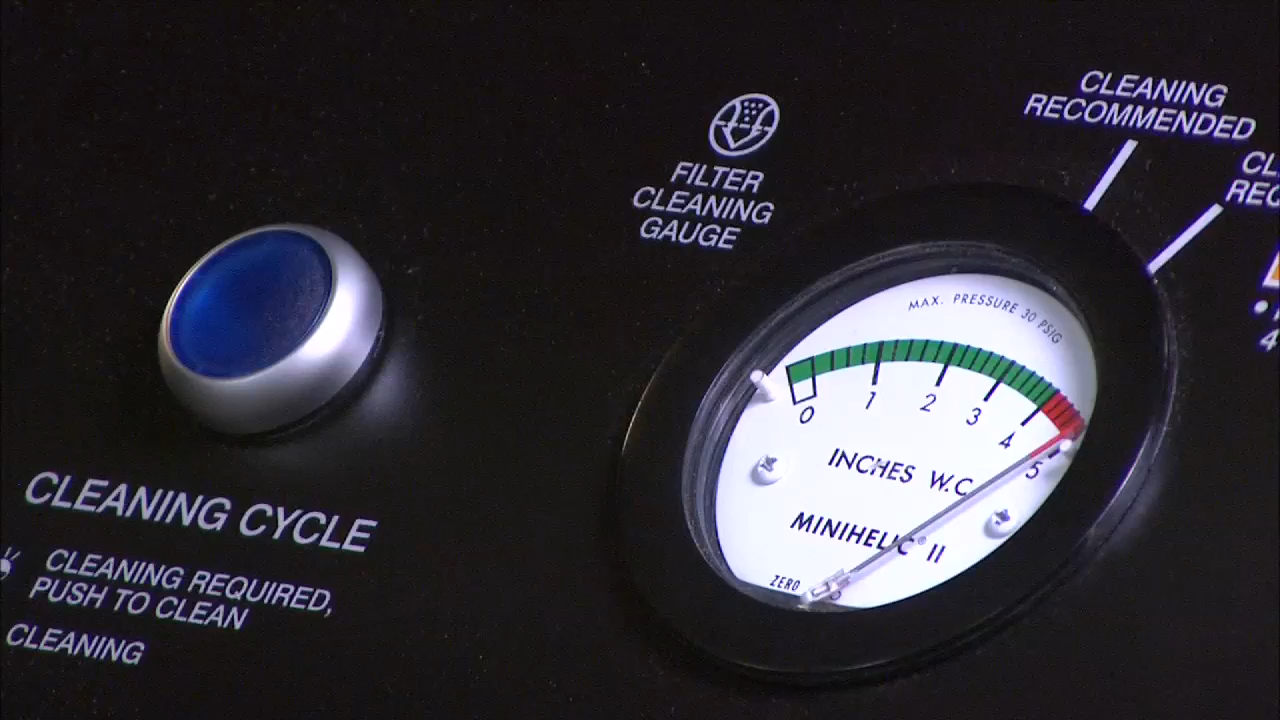 CLEANING
RECOMMENDED
FILTER
CLEANING
GAUGE
MAX. PRESSURE 30 PSIG
0 1 2 3 4 5
INCHES W.C.
MINIHELIC® II
ZERO
CLEANING CYCLE
CLEANING REQUIRED,
PUSH TO CLEAN
CLEANING